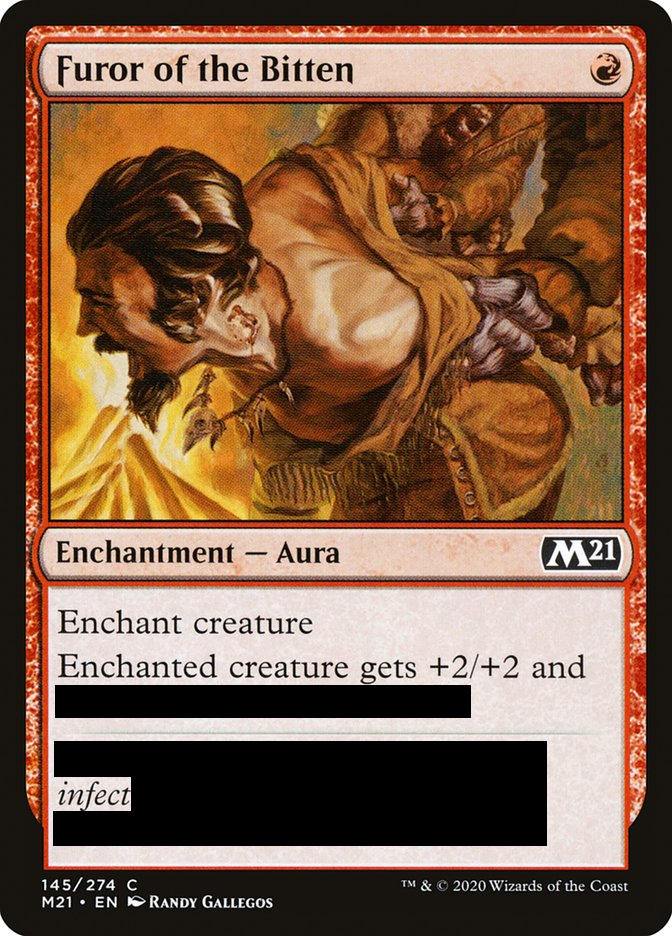 Furor of the Bitten
Enchantment — Aura
M21
Enchant creature
Enchanted creature gets +2/+2 and
infect
145/274 C
M21 • EN Randy Gallegos
™ & © 2020 Wizards of the Coast